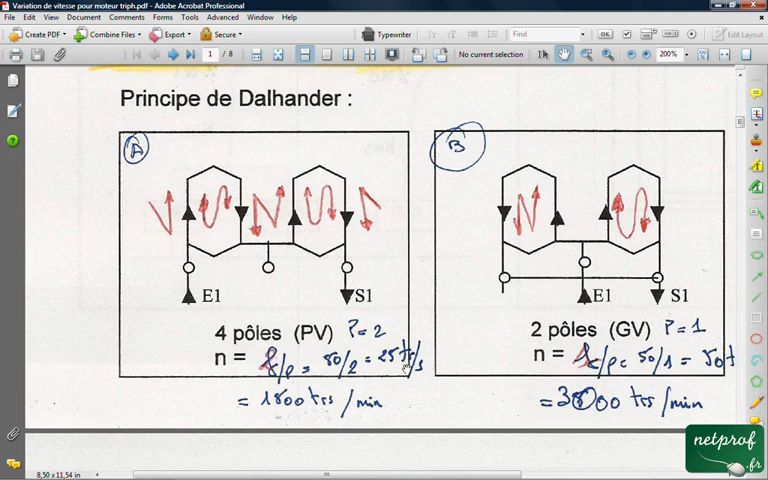 Variation de vitesse pour moteur triph.pdf - Adobe Acrobat Professional
File Edit View Document Comments Forms Tools Advanced Window Help
Create PDF Combine Files Export Secure Typewriter Find Edit Layout
1 / 8 No current selection 200%
Principe de Dalhander :
A B
N S N S N N S
E1 S1 E1 S1
4 pôles (PV) P = 2 2 pôles (GV) P = 1
n = f/p = 50/2 = 25 tr/s n = f/p = 50/1 = 50 t
= 1500 trs / min = 3000 trs / min
netprof
.fr
8,50 x 11,54 in